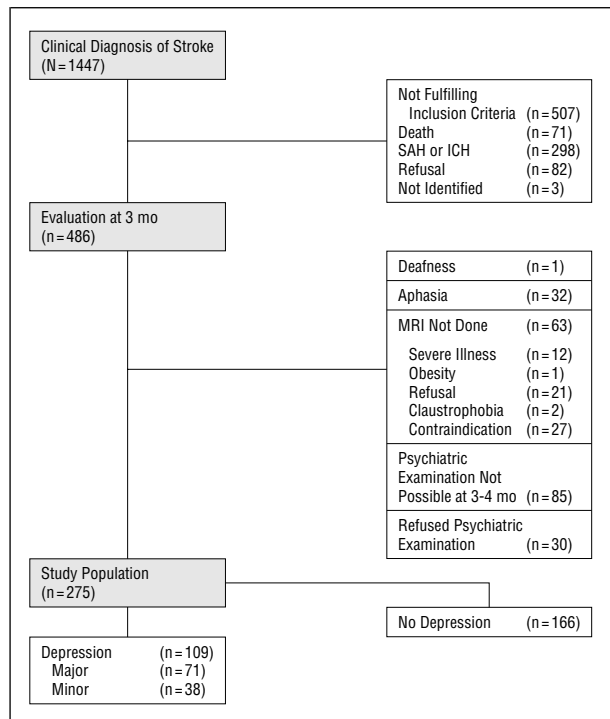 Clinical Diagnosis of Stroke
(N=1447)
Not Fulfilling
Inclusion Criteria (n=507)
Death (n=71)
SAH or ICH (n=298)
Refusal (n=82)
Not Identified (n=3)
Evaluation at 3 mo
(n=486)
Deafness (n=1)
Aphasia (n=32)
MRI Not Done (n=63)
Severe Illness (n=12)
Obesity (n=1)
Refusal (n=21)
Claustrophobia (n=2)
Contraindication (n=27)
Psychiatric
Examination Not
Possible at 3-4 mo (n=85)
Refused Psychiatric
Examination (n=30)
Study Population
(n=275)
No Depression (n=166)
Depression (n=109)
Major (n=71)
Minor (n=38)